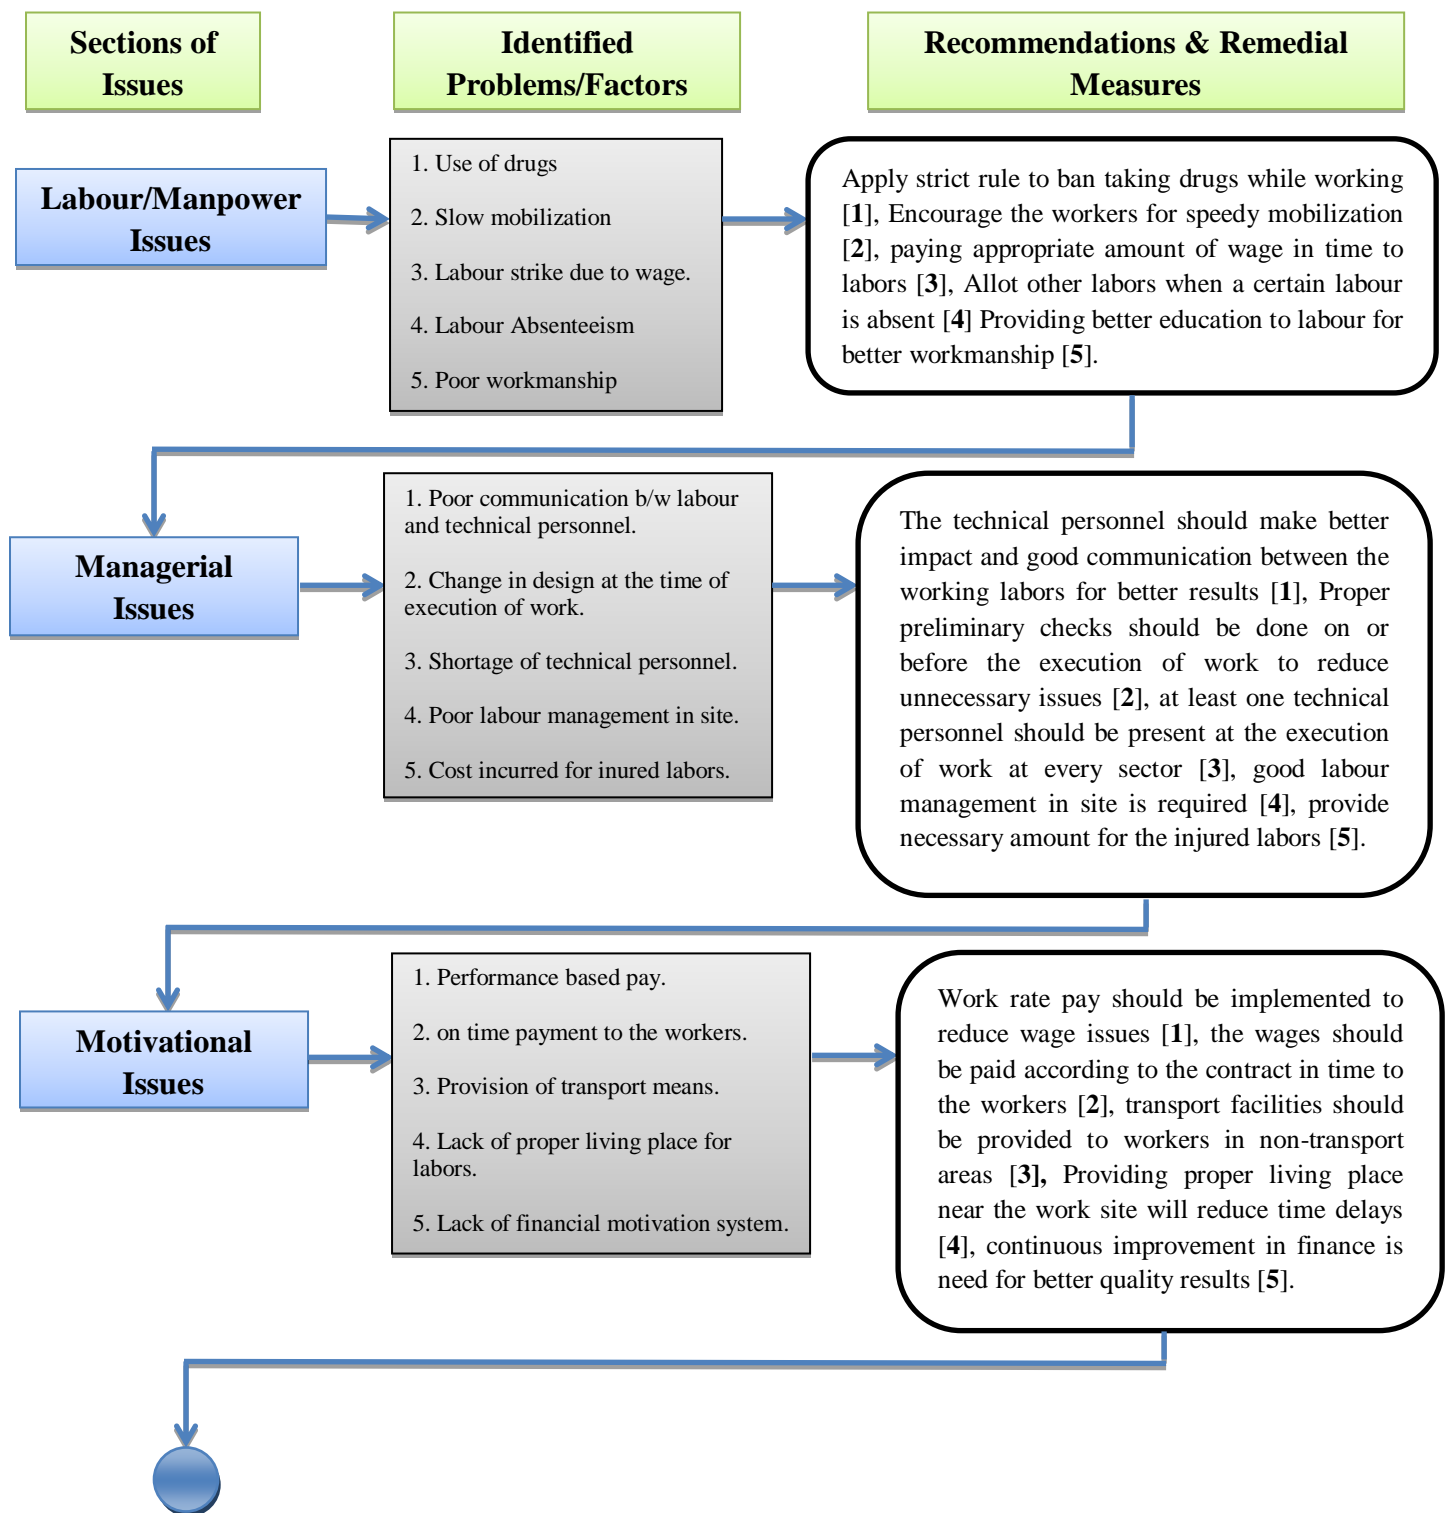 Sections of
Issues
Identified
Problems/Factors
Recommendations & Remedial
Measures
Labour/Manpower
Issues
1. Use of drugs
2. Slow mobilization
3. Labour strike due to wage.
4. Labour Absenteeism
5. Poor workmanship
Apply strict rule to ban taking drugs while working
[1], Encourage the workers for speedy mobilization
[2], paying appropriate amount of wage in time to
labors [3], Allot other labors when a certain labour
is absent [4] Providing better education to labour for
better workmanship [5].
Managerial
Issues
1. Poor communication b/w labour
and technical personnel.
2. Change in design at the time of
execution of work.
3. Shortage of technical personnel.
4. Poor labour management in site.
5. Cost incurred for inured labors.
The technical personnel should make better
impact and good communication between the
working labors for better results [1], Proper
preliminary checks should be done on or
before the execution of work to reduce
unnecessary issues [2], at least one technical
personnel should be present at the execution
of work at every sector [3], good labour
management in site is required [4], provide
necessary amount for the injured labors [5].
Motivational
Issues
1. Performance based pay.
2. on time payment to the workers.
3. Provision of transport means.
4. Lack of proper living place for
labors.
5. Lack of financial motivation system.
Work rate pay should be implemented to
reduce wage issues [1], the wages should
be paid according to the contract in time to
the workers [2], transport facilities should
be provided to workers in non-transport
areas [3], Providing proper living place
near the work site will reduce time delays
[4], continuous improvement in finance is
need for better quality results [5].